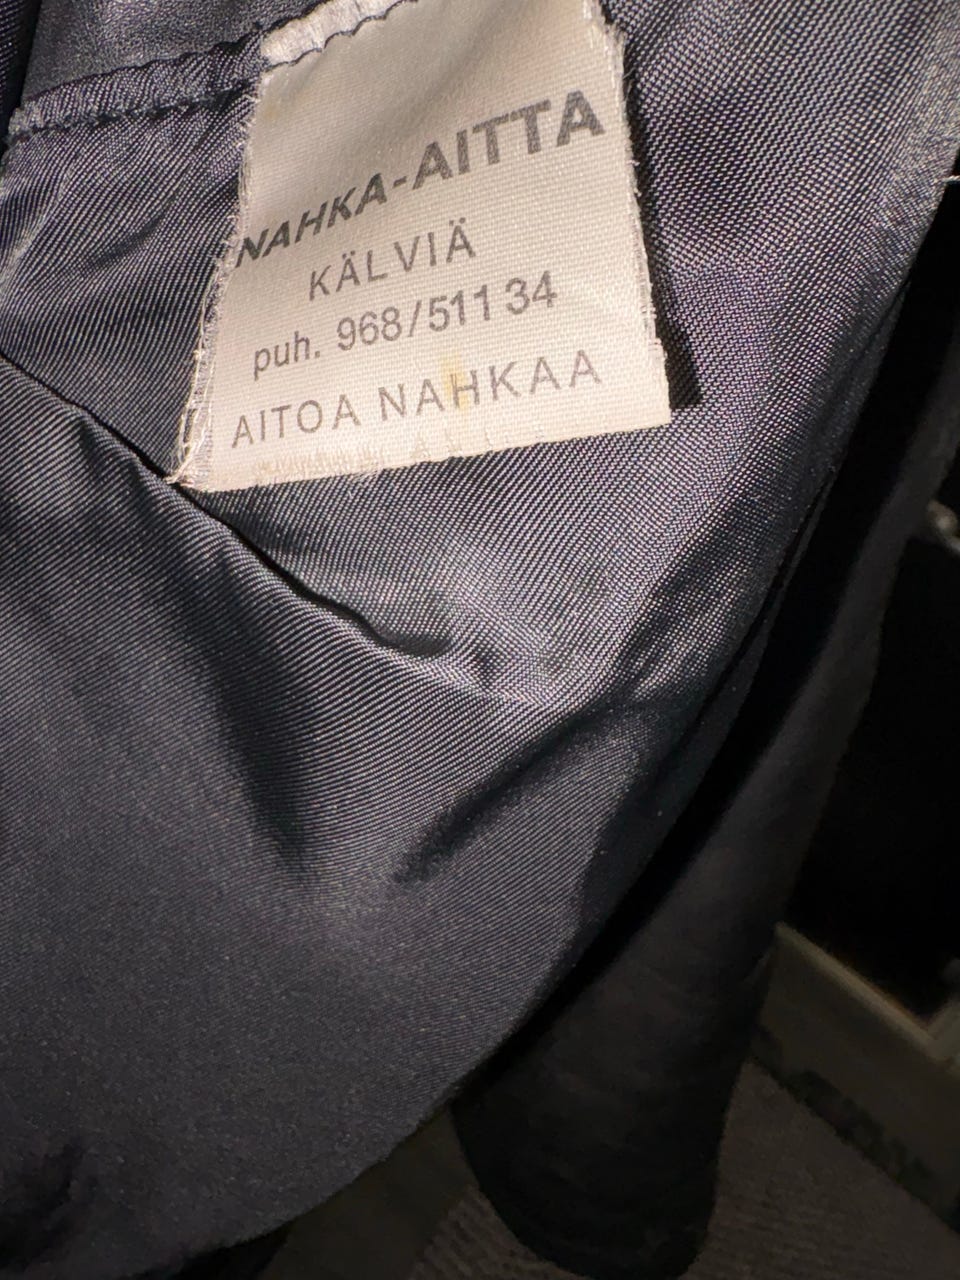 NAHKA-AITTA
KÄLVIÄ
puh. 968/511 34
AITOA NAHKAA